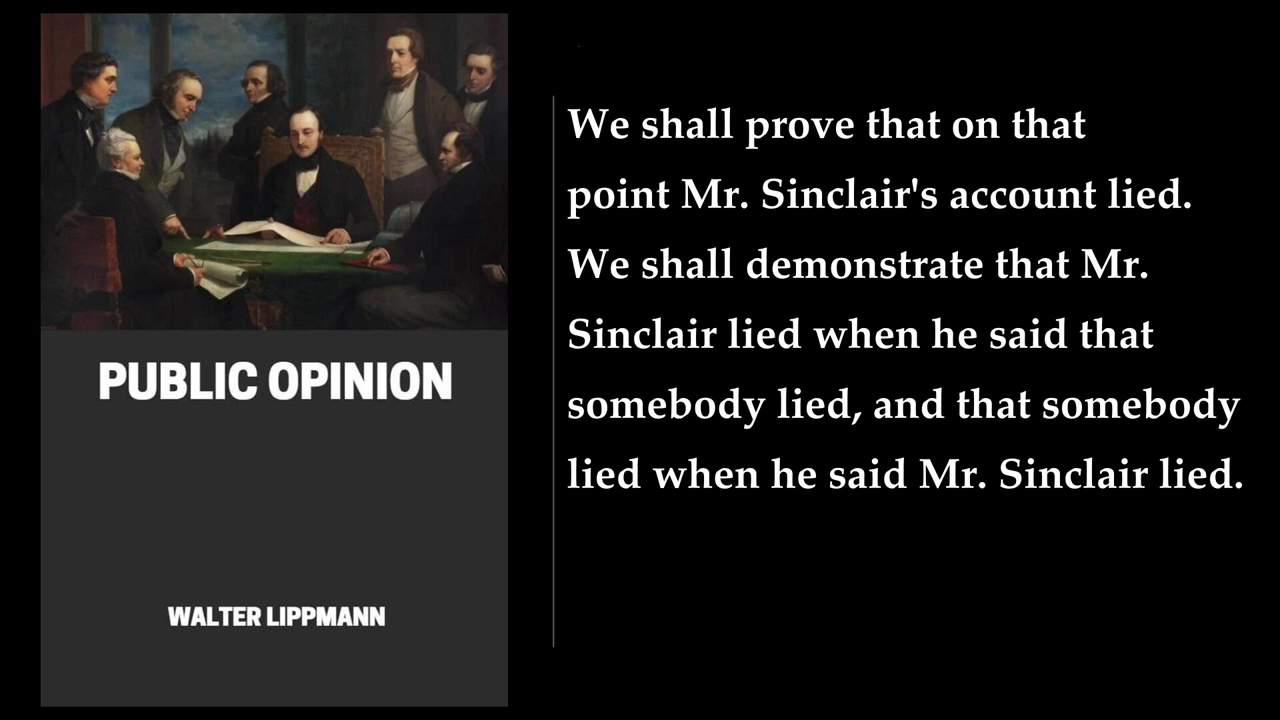 PUBLIC OPINION
WALTER LIPPMANN
We shall prove that on that
point Mr. Sinclair's account lied.
We shall demonstrate that Mr.
Sinclair lied when he said that
somebody lied, and that somebody
lied when he said Mr. Sinclair lied.